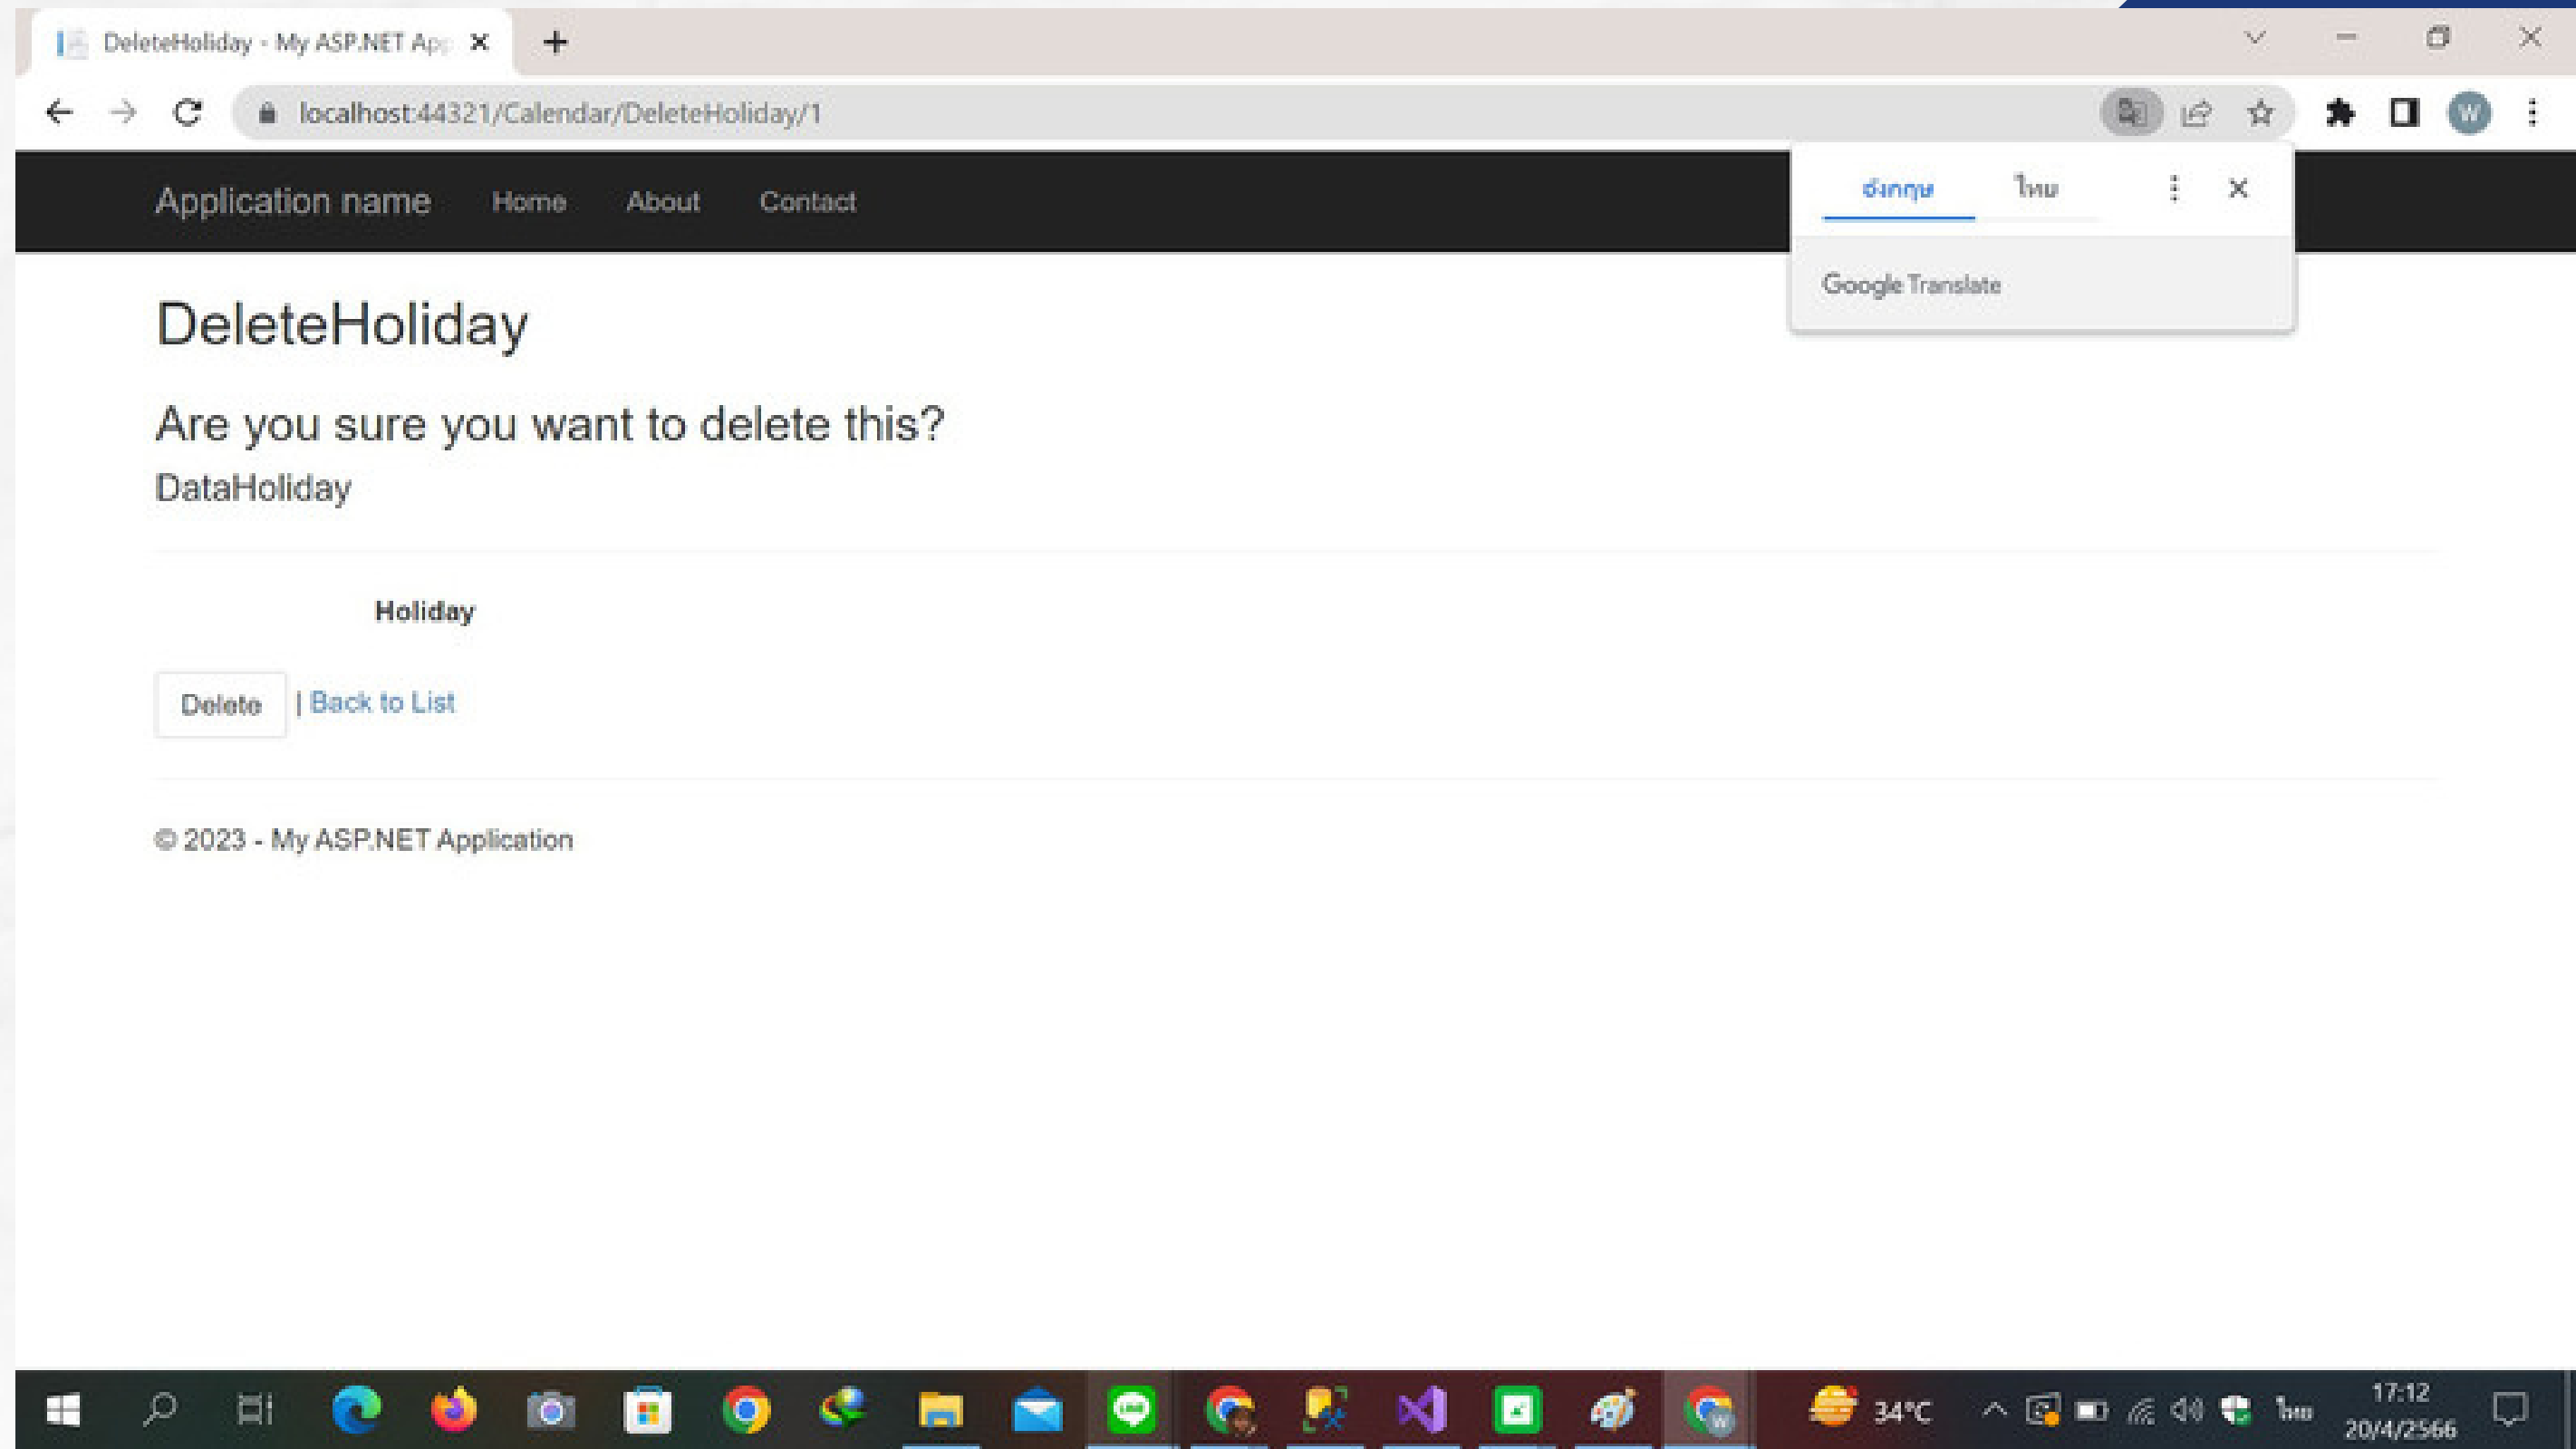 DeleteHoliday - My ASP.NET App
localhost:44321/Calendar/DeleteHoliday/1
W
Application name Home About Contact
อังกฤษ ไทย
Google Translate
DeleteHoliday
Are you sure you want to delete this?
DataHoliday
Holiday
Delete | Back to List
© 2023 - My ASP.NET Application
34°C
ไทย
17:12
20/4/2566